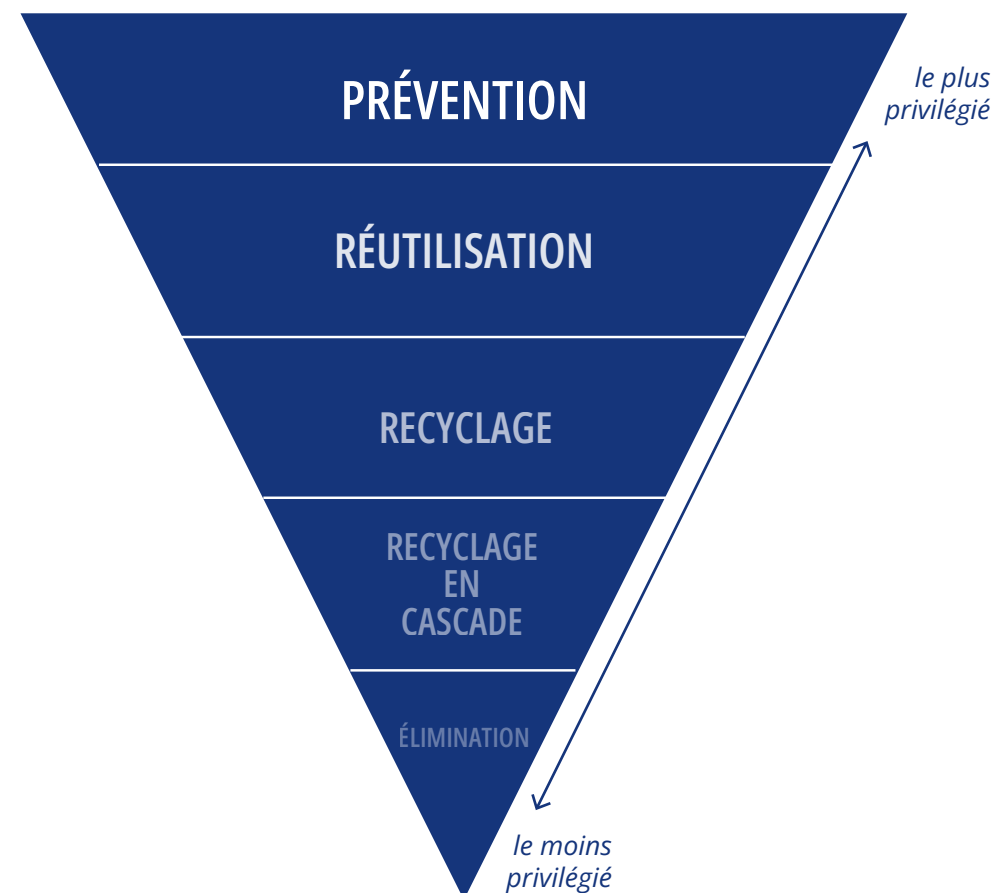 PRÉVENTION
le plus
privilégié
RÉUTILISATION
RECYCLAGE
RECYCLAGE
EN
CASCADE
ÉLIMINATION
le moins
privilégié